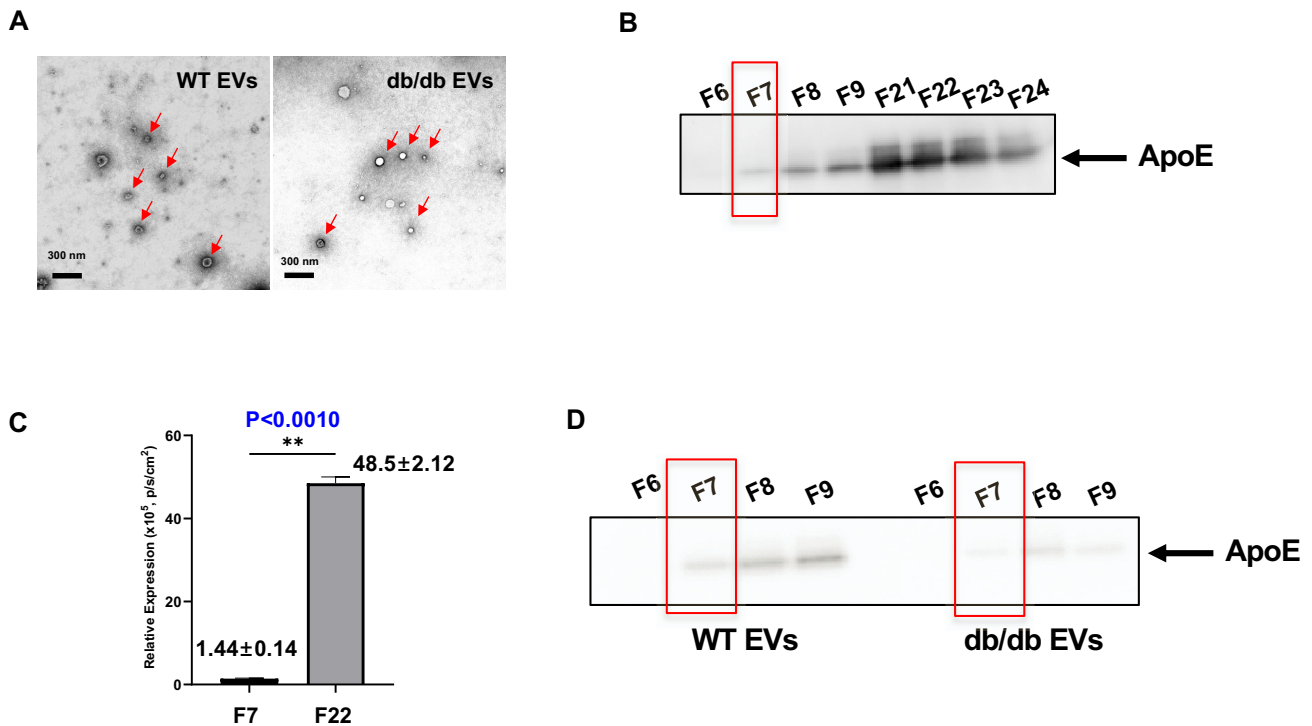 A
WT EVs
db/db EVs
300 nm
300 nm
B
F6 F7 F8 F9 F21 F22 F23 F24
ApoE
C
P<0.0010
**
48.5±2.12
1.44±0.14
Relative Expression (x10⁵, p/s/cm²)
60
40
20
0
F7 F22
D
F6 F7 F8 F9 F6 F7 F8 F9
ApoE
WT EVs db/db EVs